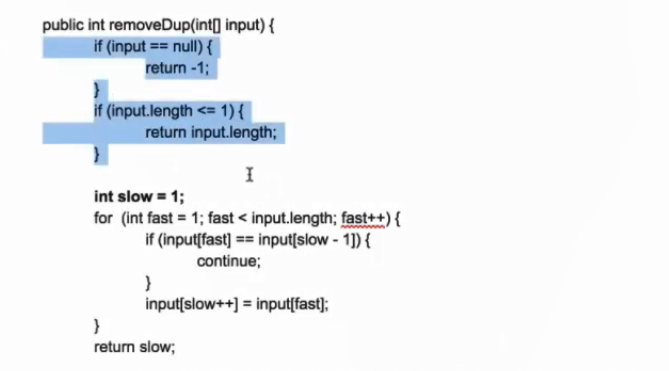 public int removeDup(int[] input) {
if (input == null) {
return -1;
}
if (input.length <= 1) {
return input.length;
}
int slow = 1;
for (int fast = 1; fast < input.length; fast++) {
if (input[fast] == input[slow - 1]) {
continue;
}
input[slow++] = input[fast];
}
return slow;